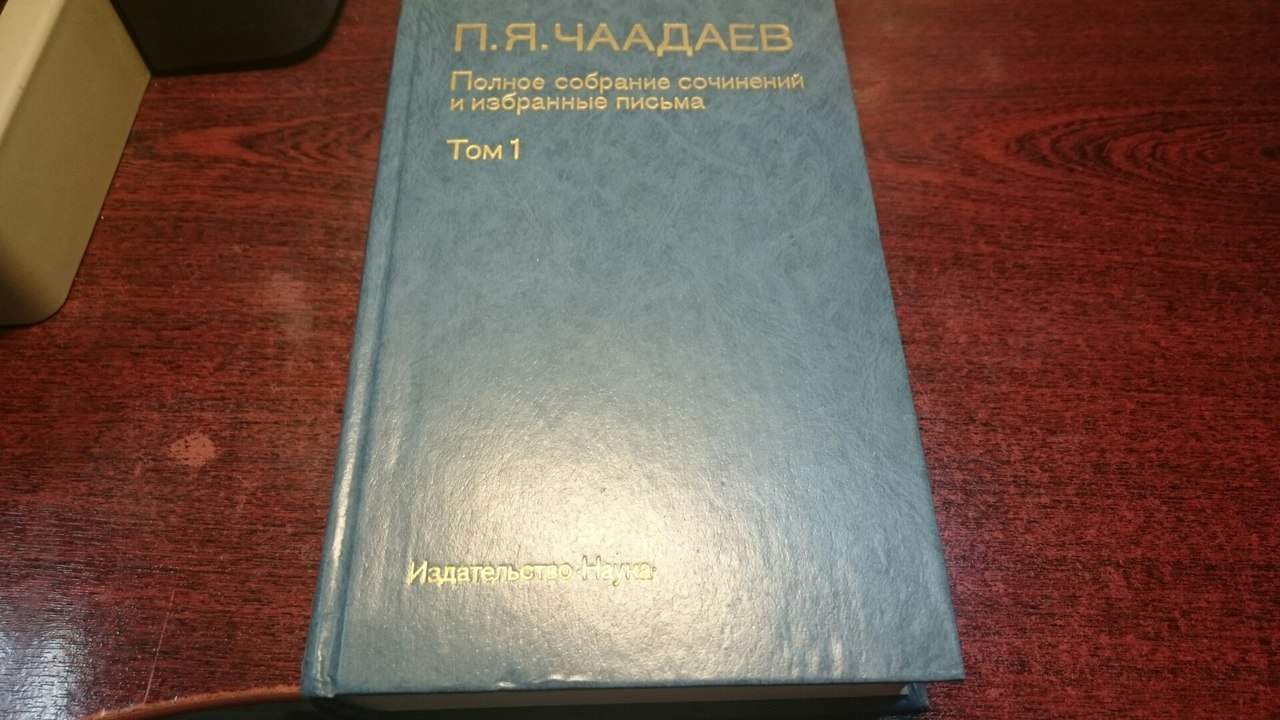 П.Я.ЧААДАЕВ
Полное собрание сочинений
и избранные письма
Том 1
Издательство ·Наука·